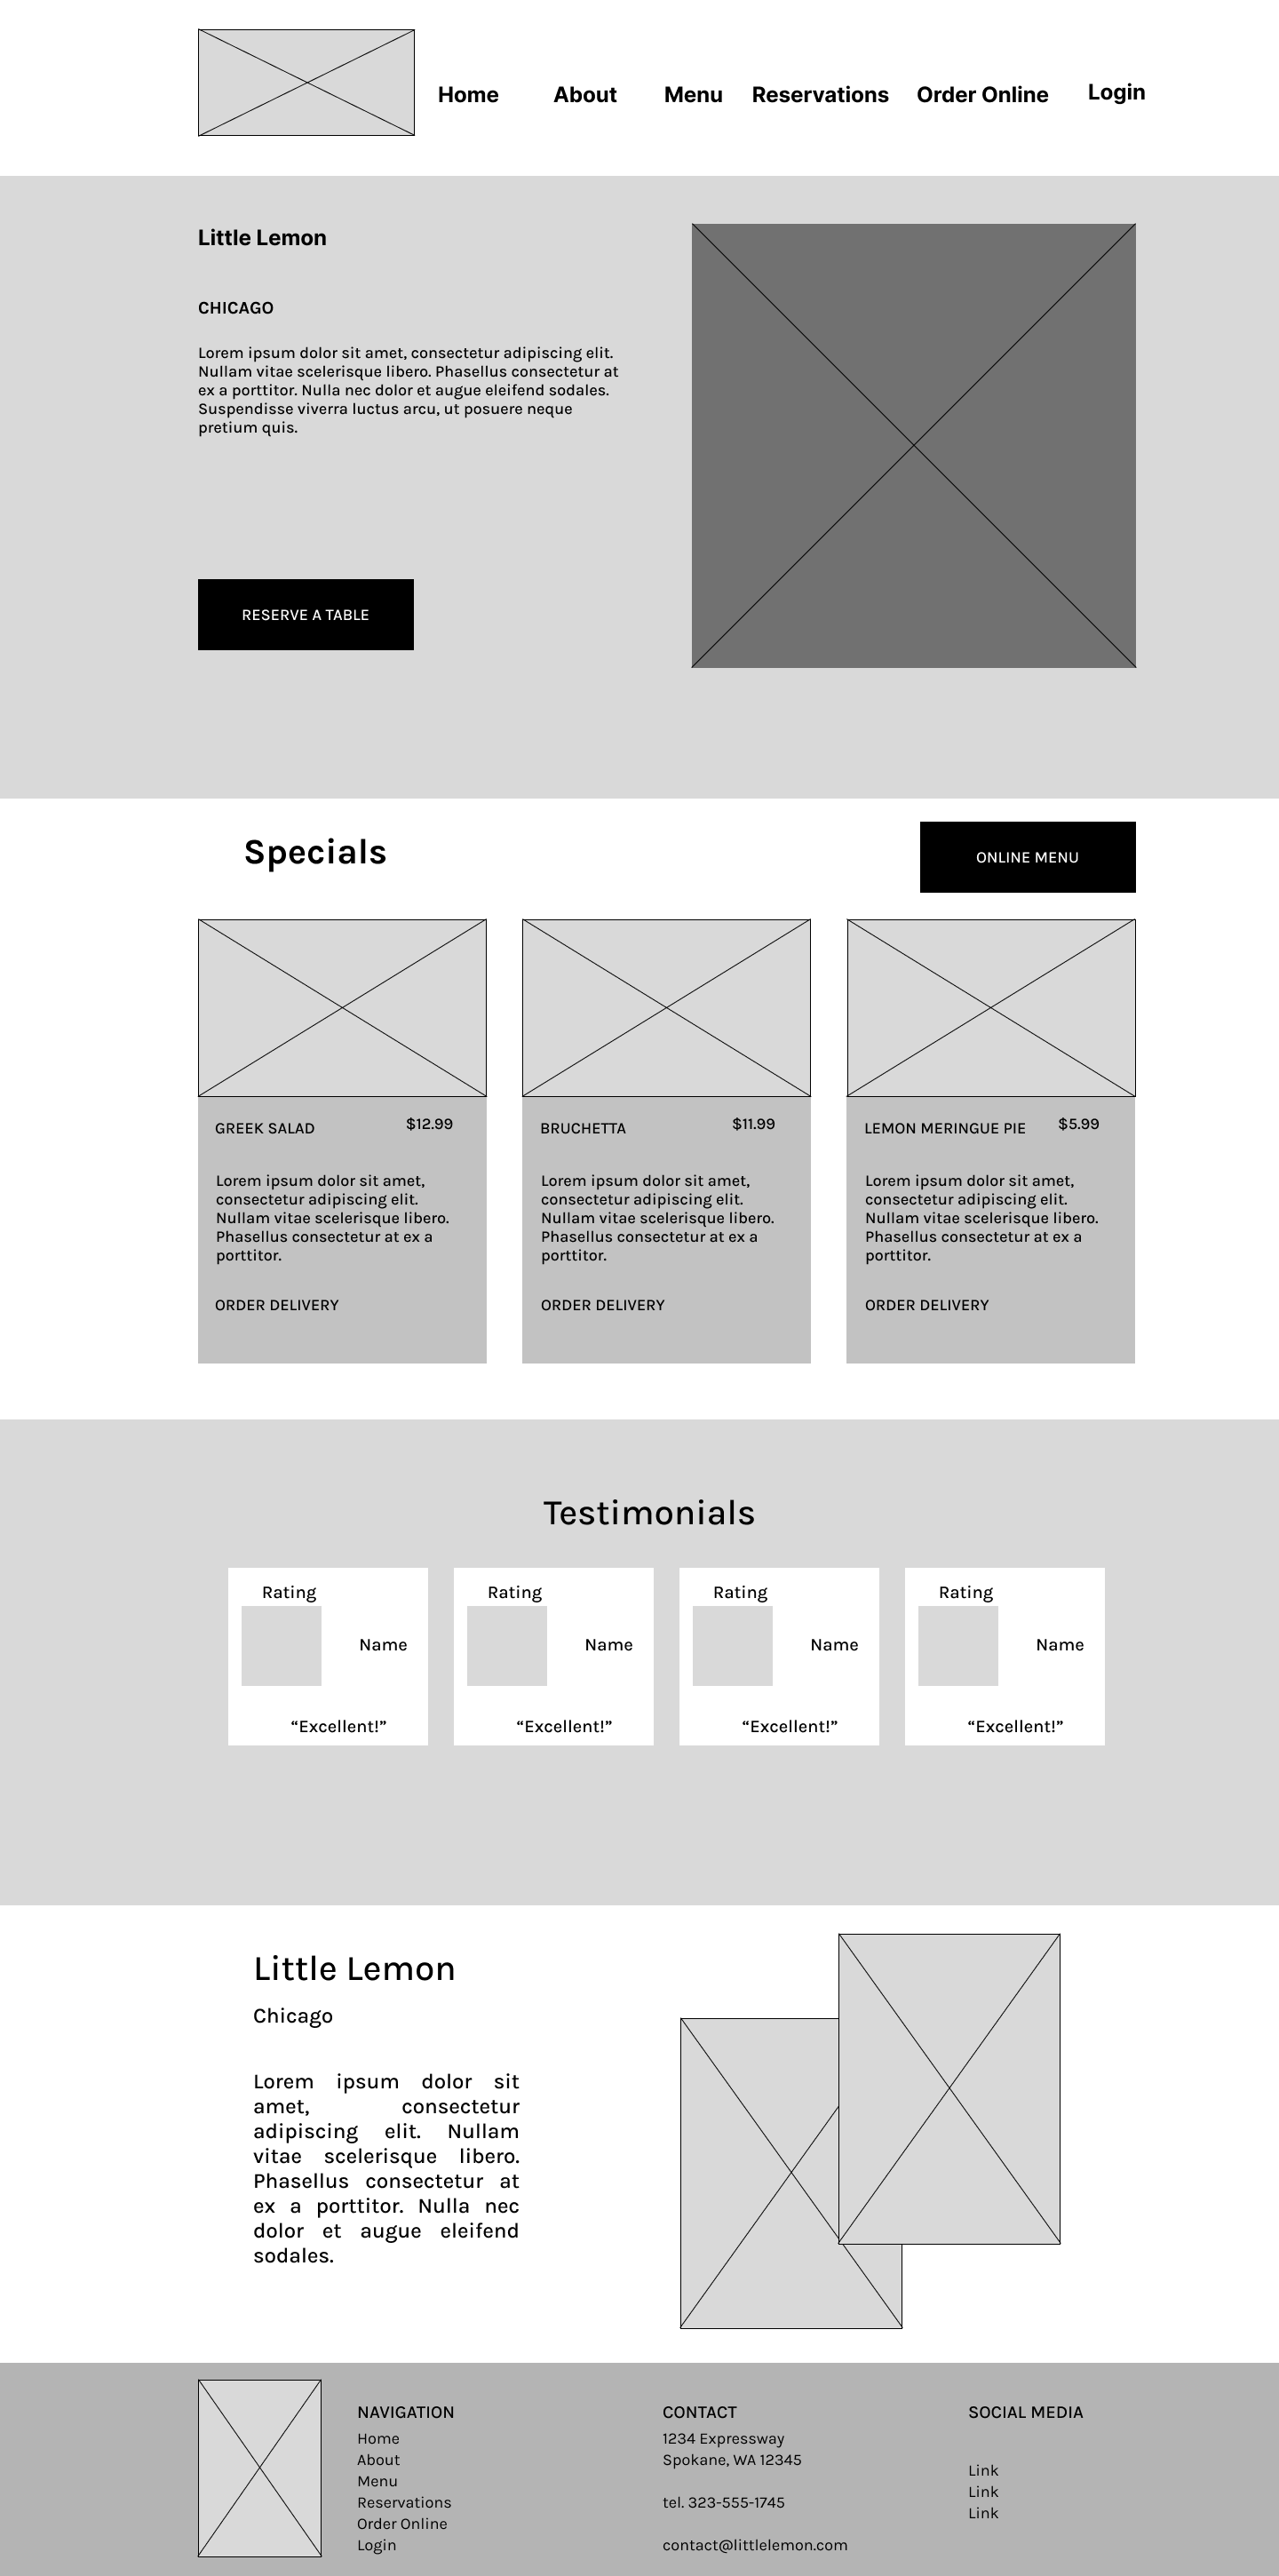 Home About Menu Reservations Order Online Login
Little Lemon
CHICAGO
Lorem ipsum dolor sit amet, consectetur adipiscing elit.
Nullam vitae scelerisque libero. Phasellus consectetur at
ex a porttitor. Nulla nec dolor et augue eleifend sodales.
Suspendisse viverra luctus arcu, ut posuere neque
pretium quis.
RESERVE A TABLE
Specials
ONLINE MENU
GREEK SALAD $12.99
Lorem ipsum dolor sit amet,
consectetur adipiscing elit.
Nullam vitae scelerisque libero.
Phasellus consectetur at ex a
porttitor.
ORDER DELIVERY
BRUCHETTA $11.99
Lorem ipsum dolor sit amet,
consectetur adipiscing elit.
Nullam vitae scelerisque libero.
Phasellus consectetur at ex a
porttitor.
ORDER DELIVERY
LEMON MERINGUE PIE $5.99
Lorem ipsum dolor sit amet,
consectetur adipiscing elit.
Nullam vitae scelerisque libero.
Phasellus consectetur at ex a
porttitor.
ORDER DELIVERY
Testimonials
Rating
Name
“Excellent!”
Rating
Name
“Excellent!”
Rating
Name
“Excellent!”
Rating
Name
“Excellent!”
Little Lemon
Chicago
Lorem ipsum dolor sit
amet, consectetur
adipiscing elit. Nullam
vitae scelerisque libero.
Phasellus consectetur at
ex a porttitor. Nulla nec
dolor et augue eleifend
sodales.
NAVIGATION
Home
About
Menu
Reservations
Order Online
Login
CONTACT
1234 Expressway
Spokane, WA 12345
tel. 323-555-1745
contact@littlelemon.com
SOCIAL MEDIA
Link
Link
Link